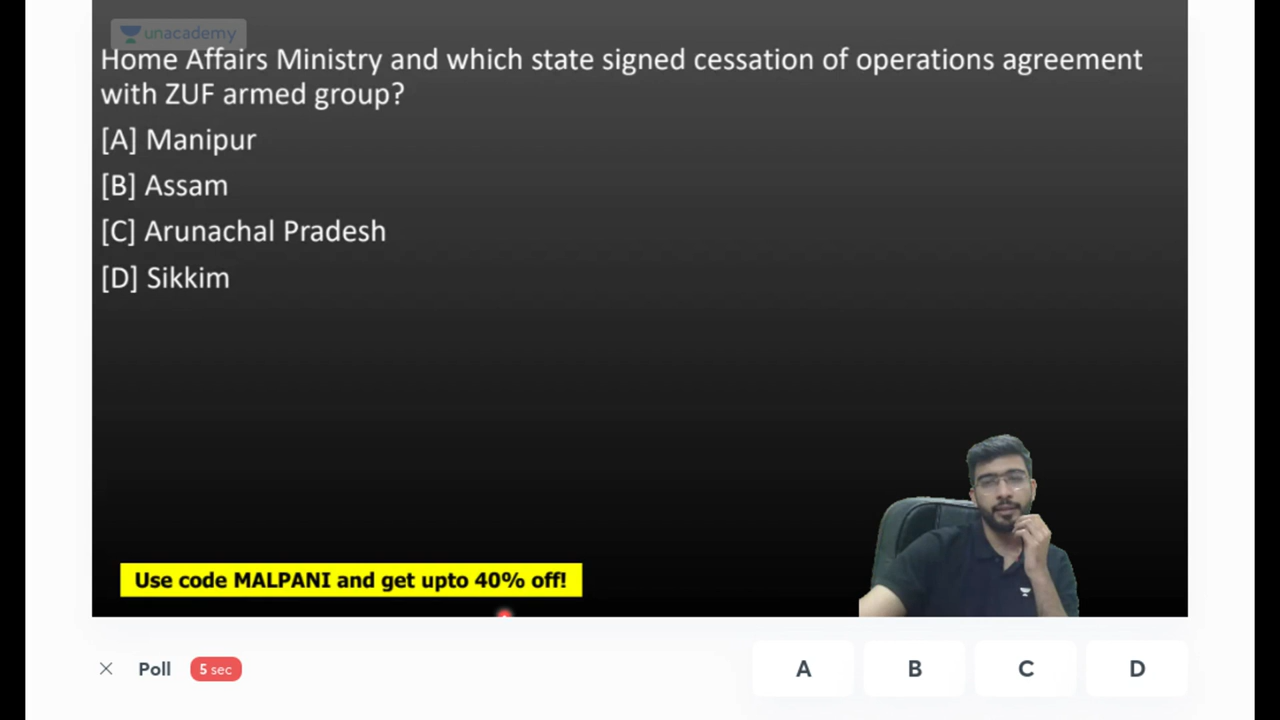 unacademy
Home Affairs Ministry and which state signed cessation of operations agreement
with ZUF armed group?
[A] Manipur
[B] Assam
[C] Arunachal Pradesh
[D] Sikkim
Use code MALPANI and get upto 40% off!
Poll
5 sec
A
B
C
D